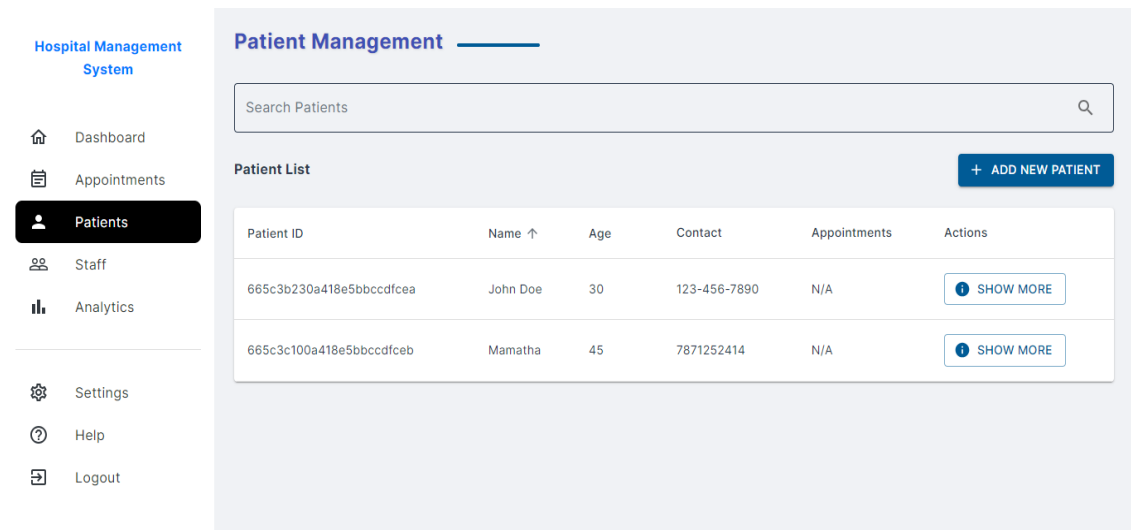 Hospital Management
System
Dashboard
Appointments
Patients
Staff
Analytics
Settings
Help
Logout
Patient Management
Search Patients
Patient List
+ ADD NEW PATIENT
Patient ID Name ↑ Age Contact Appointments Actions
665c3b230a418e5bbccdfcea John Doe 30 123-456-7890 N/A SHOW MORE
665c3c100a418e5bbccdfceb Mamatha 45 7871252414 N/A SHOW MORE